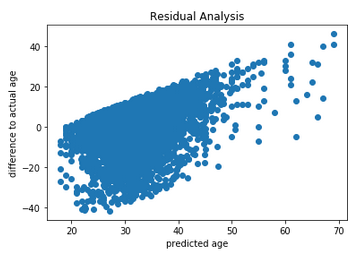 Residual Analysis
difference to actual age
40
20
0
−20
−40
20 30 40 50 60 70
predicted age